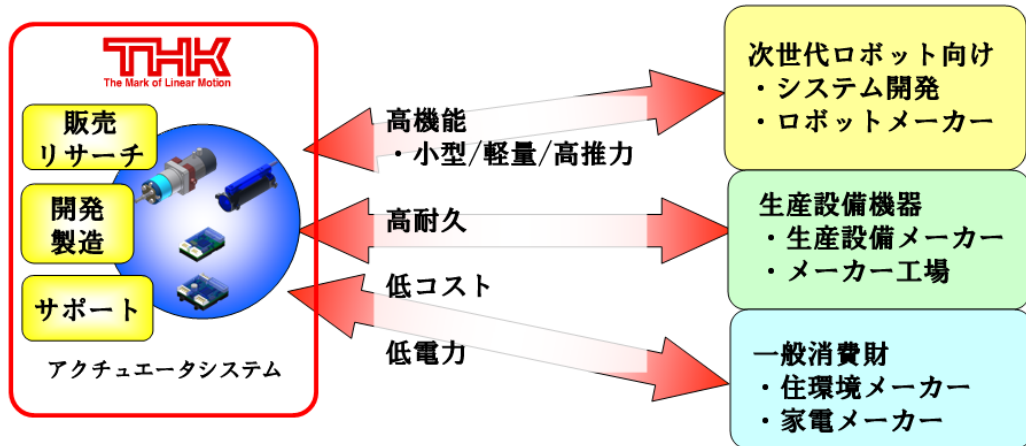 THK
The Mark of Linear Motion
販売
リサーチ
開発
製造
サポート
アクチュエータシステム
高機能
・小型/軽量/高推力
高耐久
低コスト
低電力
次世代ロボット向け
・システム開発
・ロボットメーカー
生産設備機器
・生産設備メーカー
・メーカー工場
一般消費財
・住環境メーカー
・家電メーカー